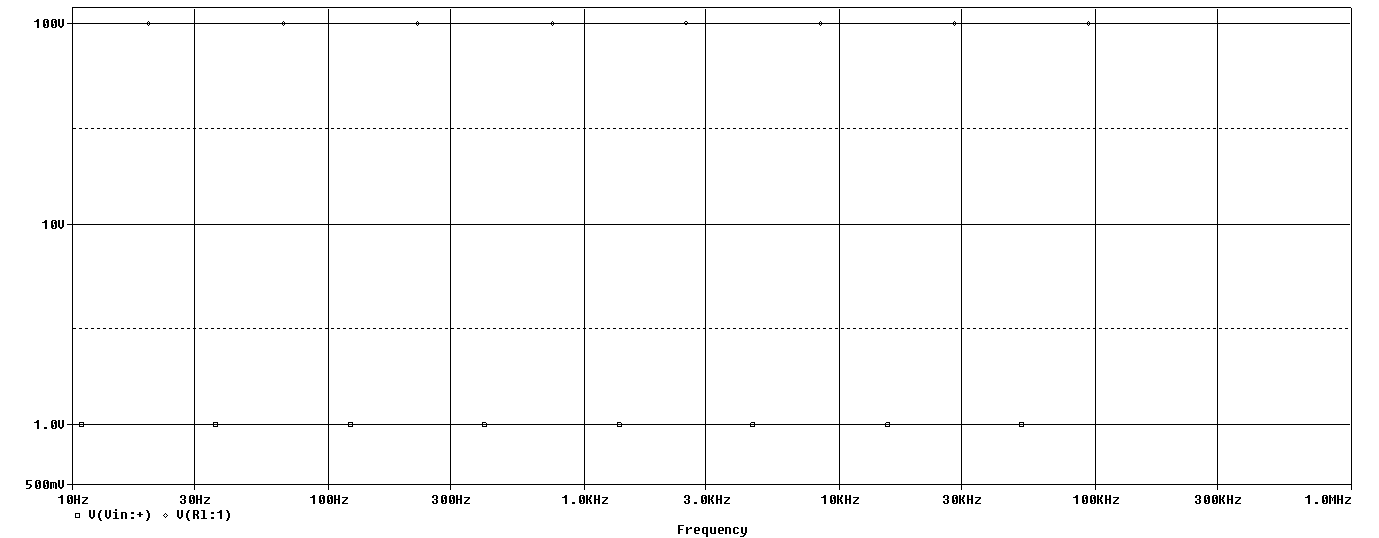 100V
10V
1.0V
500mV
10Hz 30Hz 100Hz 300Hz 1.0KHz 3.0KHz 10KHz 30KHz 100KHz 300KHz 1.0MHz
V(Vin:+) V(Rl:1)
Frequency